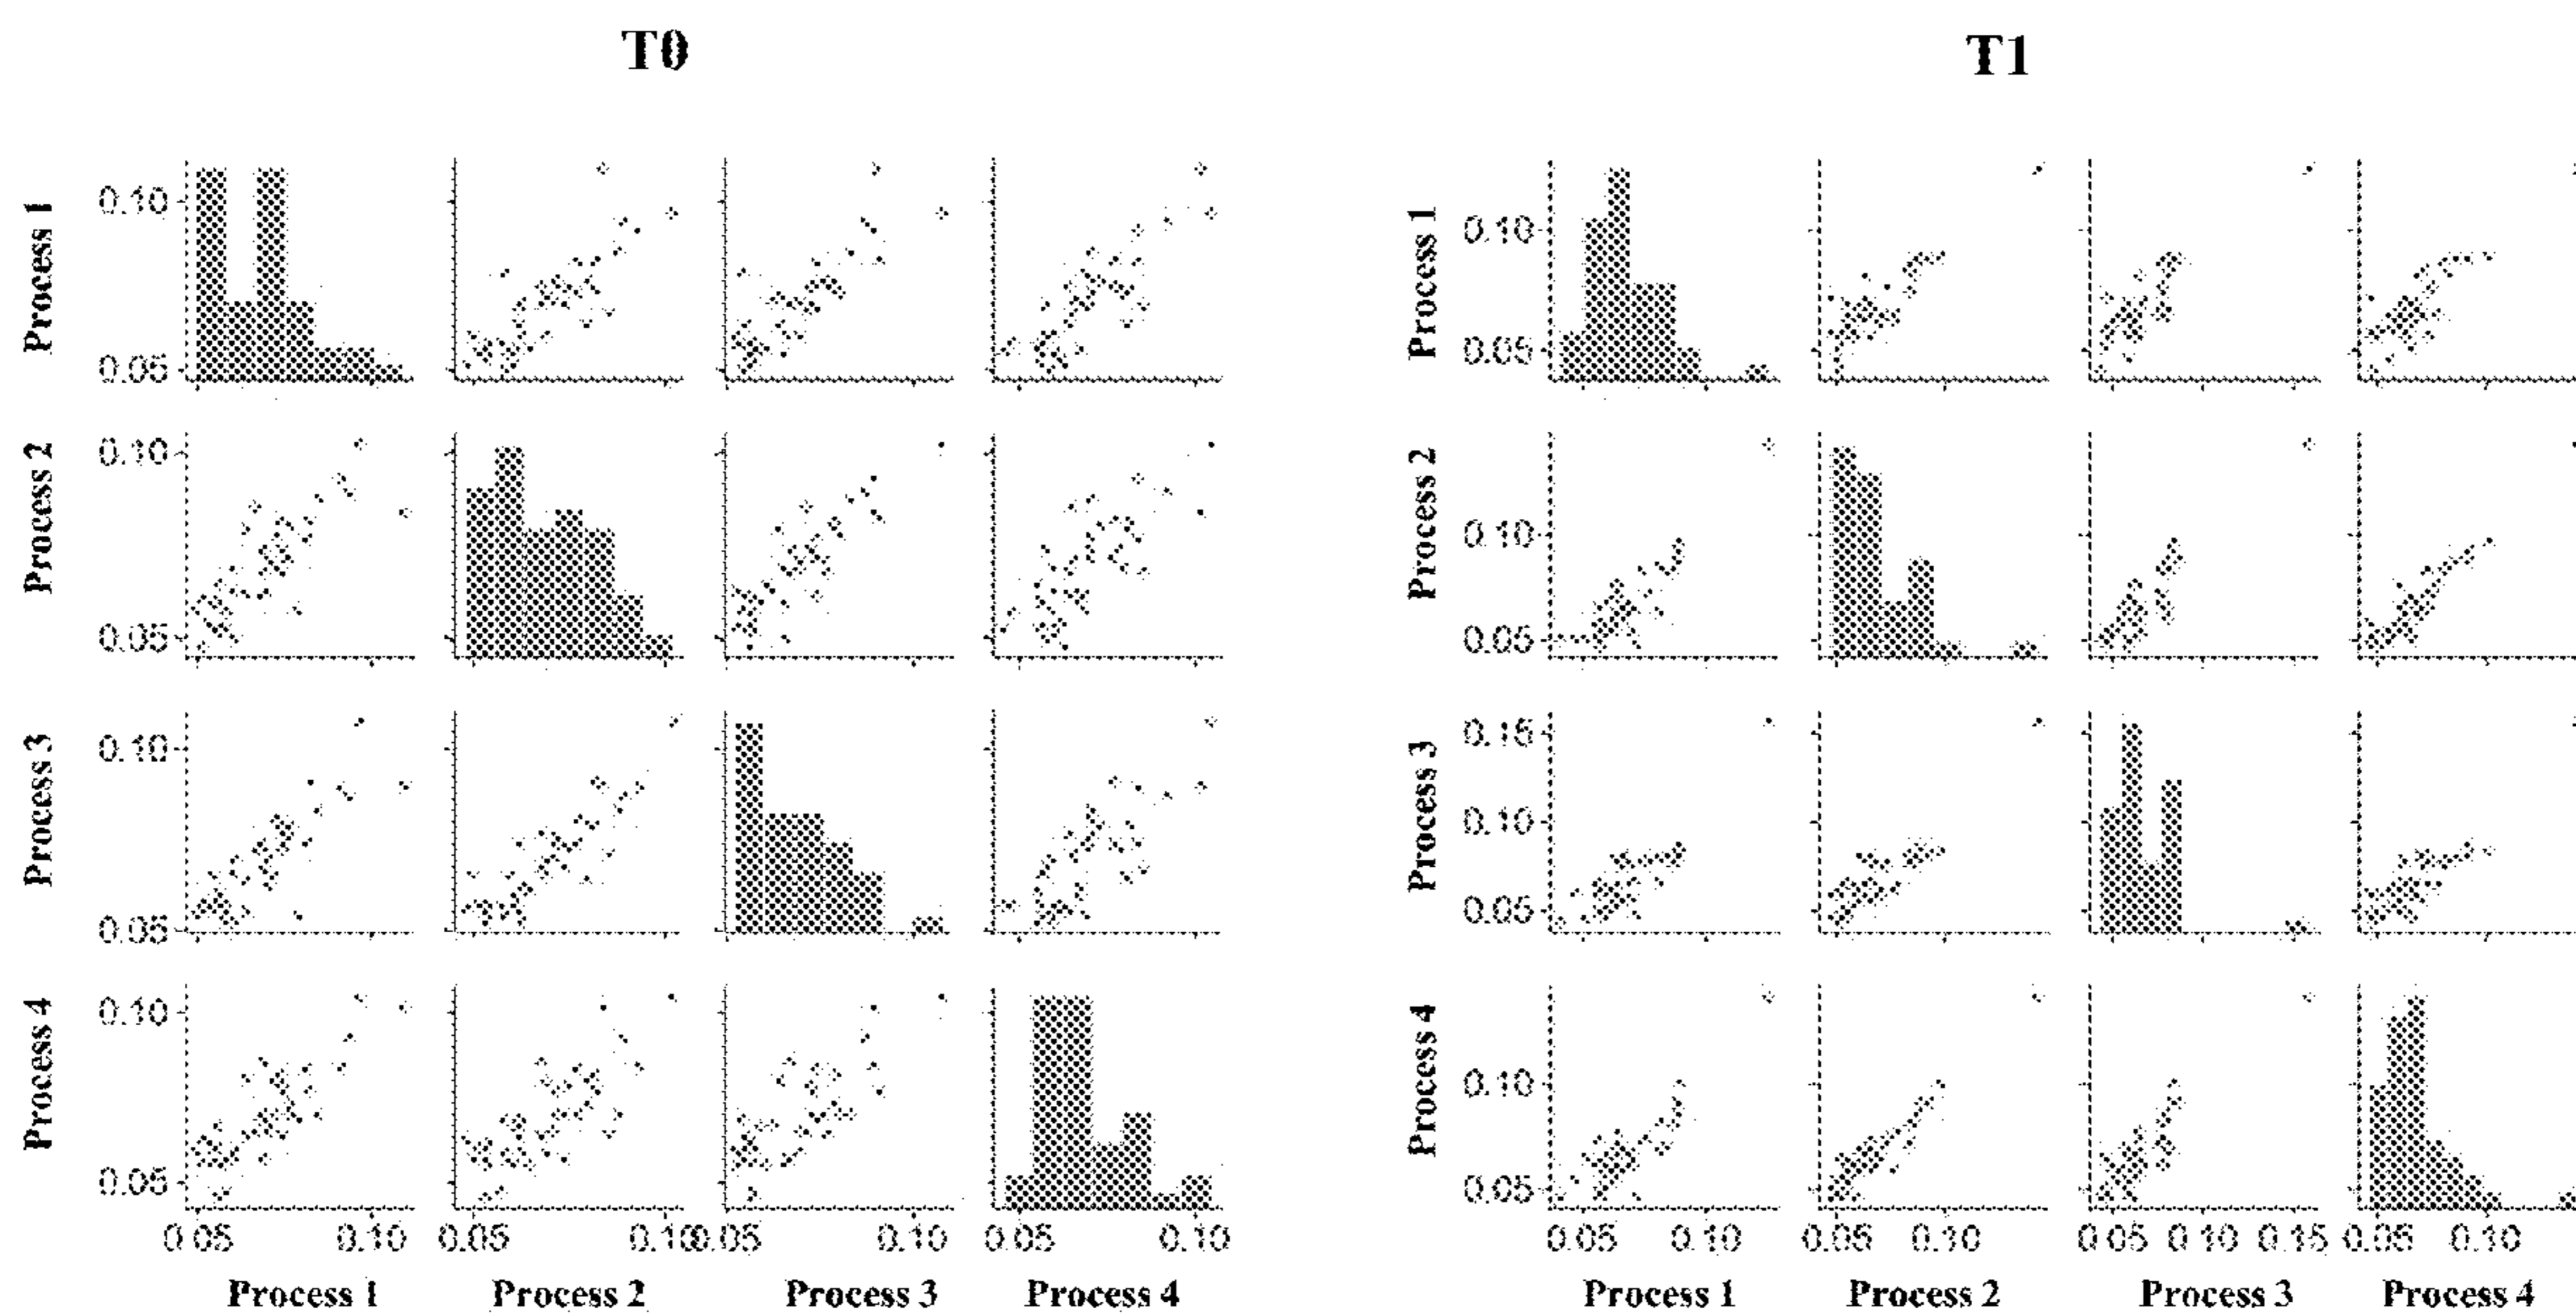 T0 T1
Process 1 0.10 Process 1 0.10
0.05 0.05
Process 2 0.10 Process 2 0.10
0.05 0.05
Process 3 0.10 Process 3 0.15
0.10
0.05 0.05
Process 4 0.10 Process 4 0.10
0.05 0.05
0.05 0.10 0.05 0.10 0.05 0.10 0.05 0.10 0.05 0.10 0.05 0.10 0.05 0.10 0.15 0.05 0.10
Process 1 Process 2 Process 3 Process 4 Process 1 Process 2 Process 3 Process 4